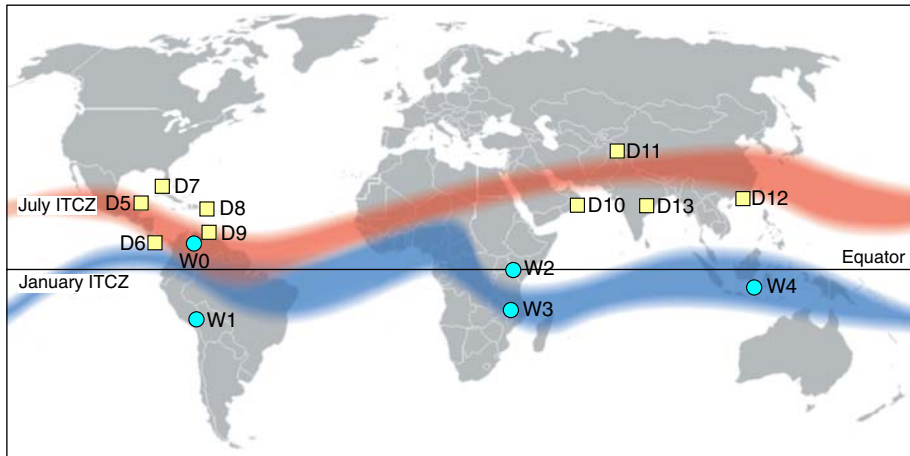 D11
D7
D5
July ITCZ
D8
D10
D13
D12
D9
D6
W0
Equator
January ITCZ
W2
W4
W3
W1